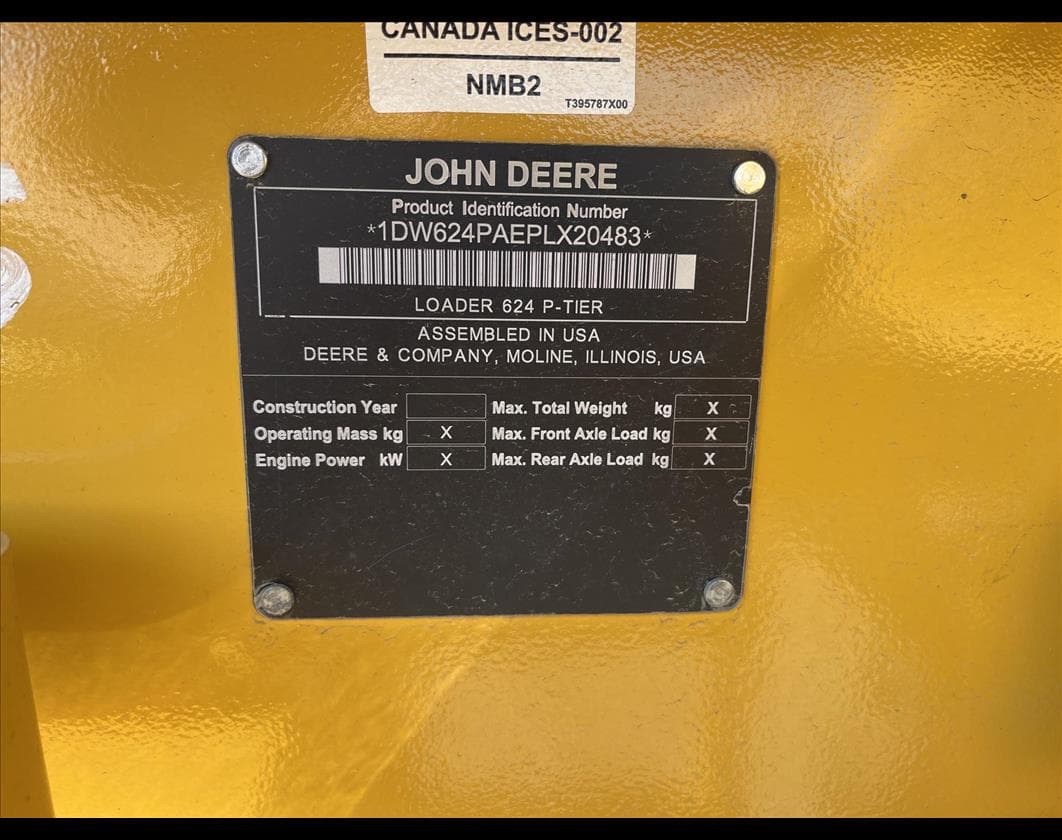 CANADA ICES-002
NMB2
T395787X00
JOHN DEERE
Product Identification Number
*1DW624PAEPLX20483*
LOADER 624 P-TIER
ASSEMBLED IN USA
DEERE & COMPANY, MOLINE, ILLINOIS, USA
Construction Year Max. Total Weight kg X
Operating Mass kg X Max. Front Axle Load kg X
Engine Power kW X Max. Rear Axle Load kg X